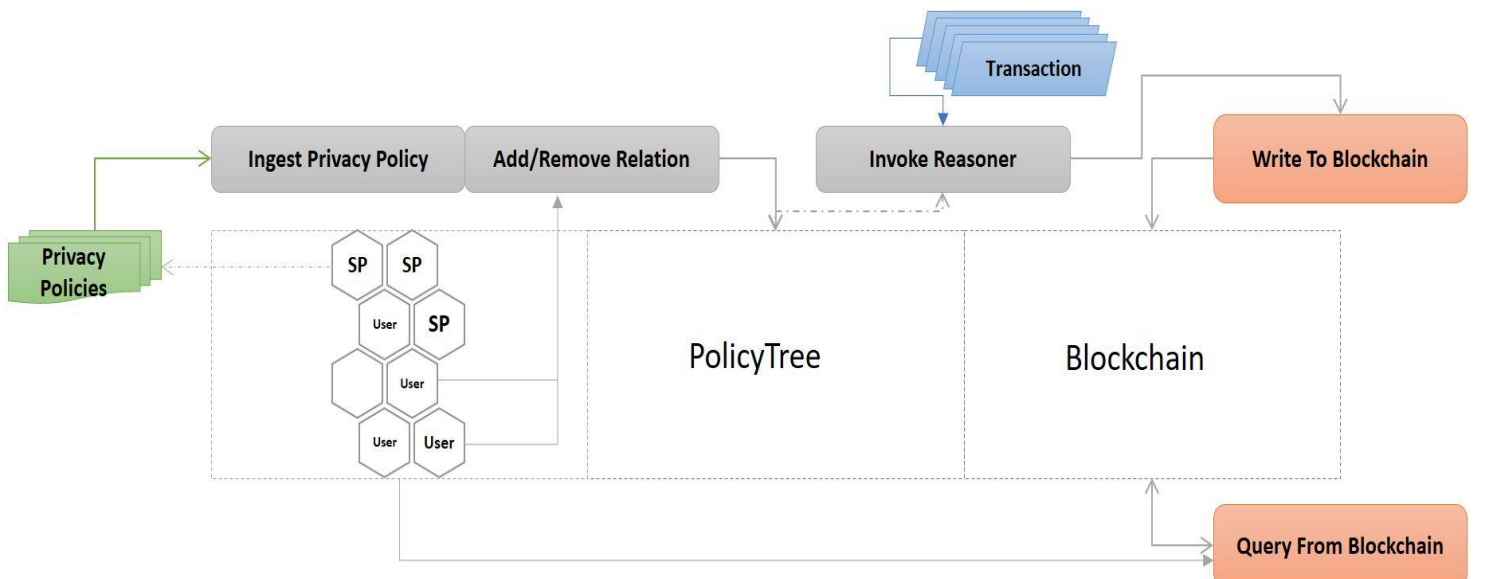 Transaction
Ingest Privacy Policy
Add/Remove Relation
Invoke Reasoner
Write To Blockchain
Privacy
Policies
SP
SP
User
SP
User
User
User
PolicyTree
Blockchain
Query From Blockchain